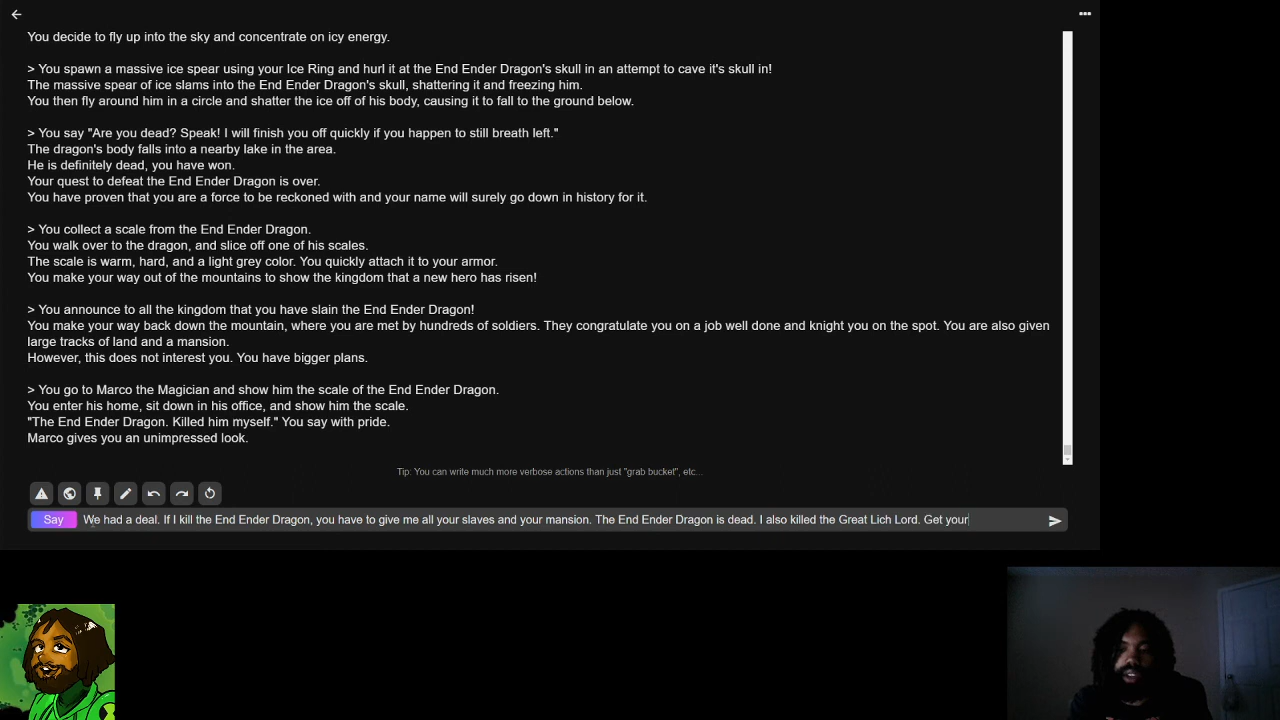 You decide to fly up into the sky and concentrate on icy energy.
> You spawn a massive ice spear using your Ice Ring and hurl it at the End Ender Dragon's skull in an attempt to cave it's skull in!
The massive spear of ice slams into the End Ender Dragon's skull, shattering it and freezing him.
You then fly around him in a circle and shatter the ice off of his body, causing it to fall to the ground below.
> You say "Are you dead? Speak! I will finish you off quickly if you happen to still breath left."
The dragon's body falls into a nearby lake in the area.
He is definitely dead, you have won.
Your quest to defeat the End Ender Dragon is over.
You have proven that you are a force to be reckoned with and your name will surely go down in history for it.
> You collect a scale from the End Ender Dragon.
You walk over to the dragon, and slice off one of his scales.
The scale is warm, hard, and a light grey color. You quickly attach it to your armor.
You make your way out of the mountains to show the kingdom that a new hero has risen!
> You announce to all the kingdom that you have slain the End Ender Dragon!
You make your way back down the mountain, where you are met by hundreds of soldiers. They congratulate you on a job well done and knight you on the spot. You are also given
large tracks of land and a mansion.
However, this does not interest you. You have bigger plans.
> You go to Marco the Magician and show him the scale of the End Ender Dragon.
You enter his home, sit down in his office, and show him the scale.
"The End Ender Dragon. Killed him myself." You say with pride.
Marco gives you an unimpressed look.
Tip: You can write much more verbose actions than just "grab bucket", etc...
Say We had a deal. If I kill the End Ender Dragon, you have to give me all your slaves and your mansion. The End Ender Dragon is dead. I also killed the Great Lich Lord. Get your